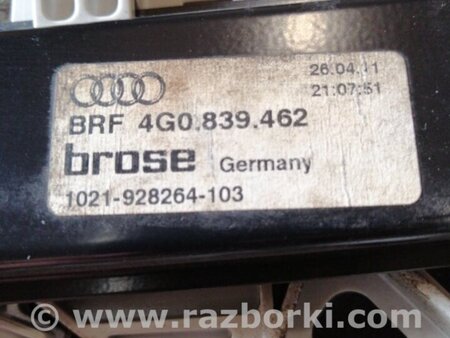 26.04.11
21:07:51
BRF 4G0.839.462
brose Germany
1021-928264-103
© www.razborki.com